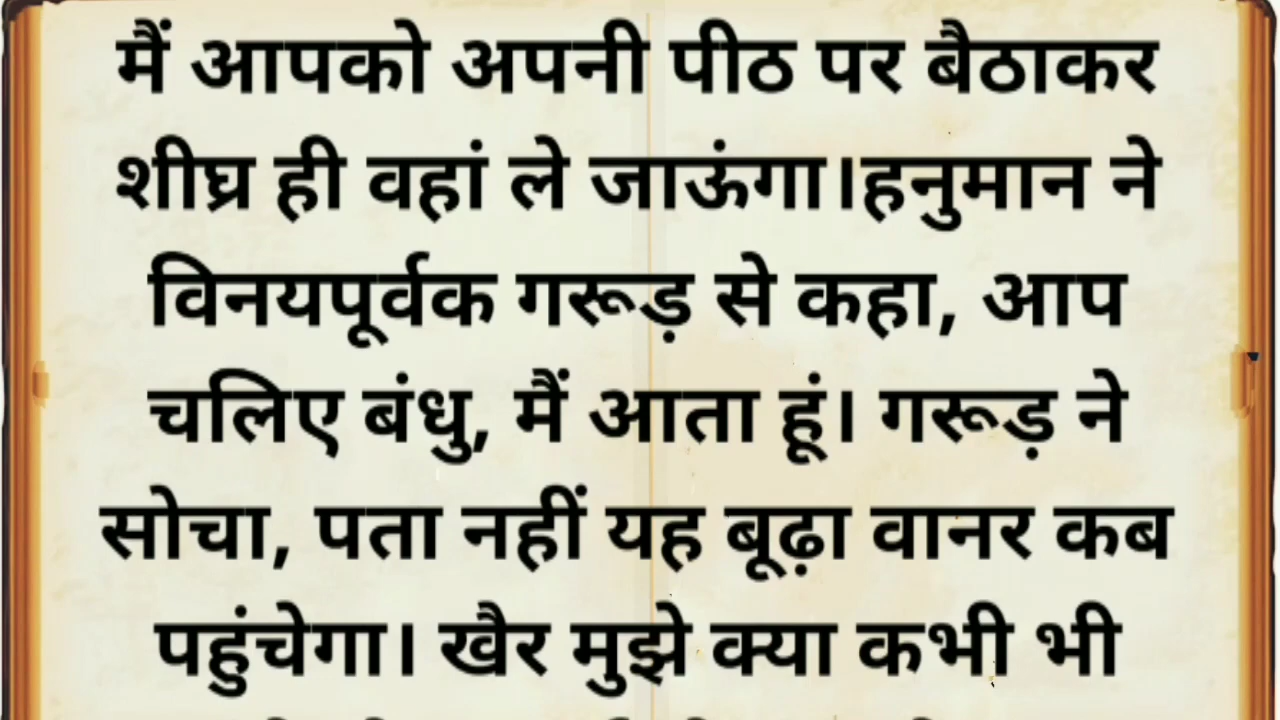 मैं आपको अपनी पीठ पर बैठाकर
शीघ्र ही वहां ले जाऊंगा।हनुमान ने
विनयपूर्वक गरूड़ से कहा, आप
चलिए बंधु, मैं आता हूं। गरूड़ ने
सोचा, पता नहीं यह बूढ़ा वानर कब
पहुंचेगा। खैर मुझे क्या कभी भी